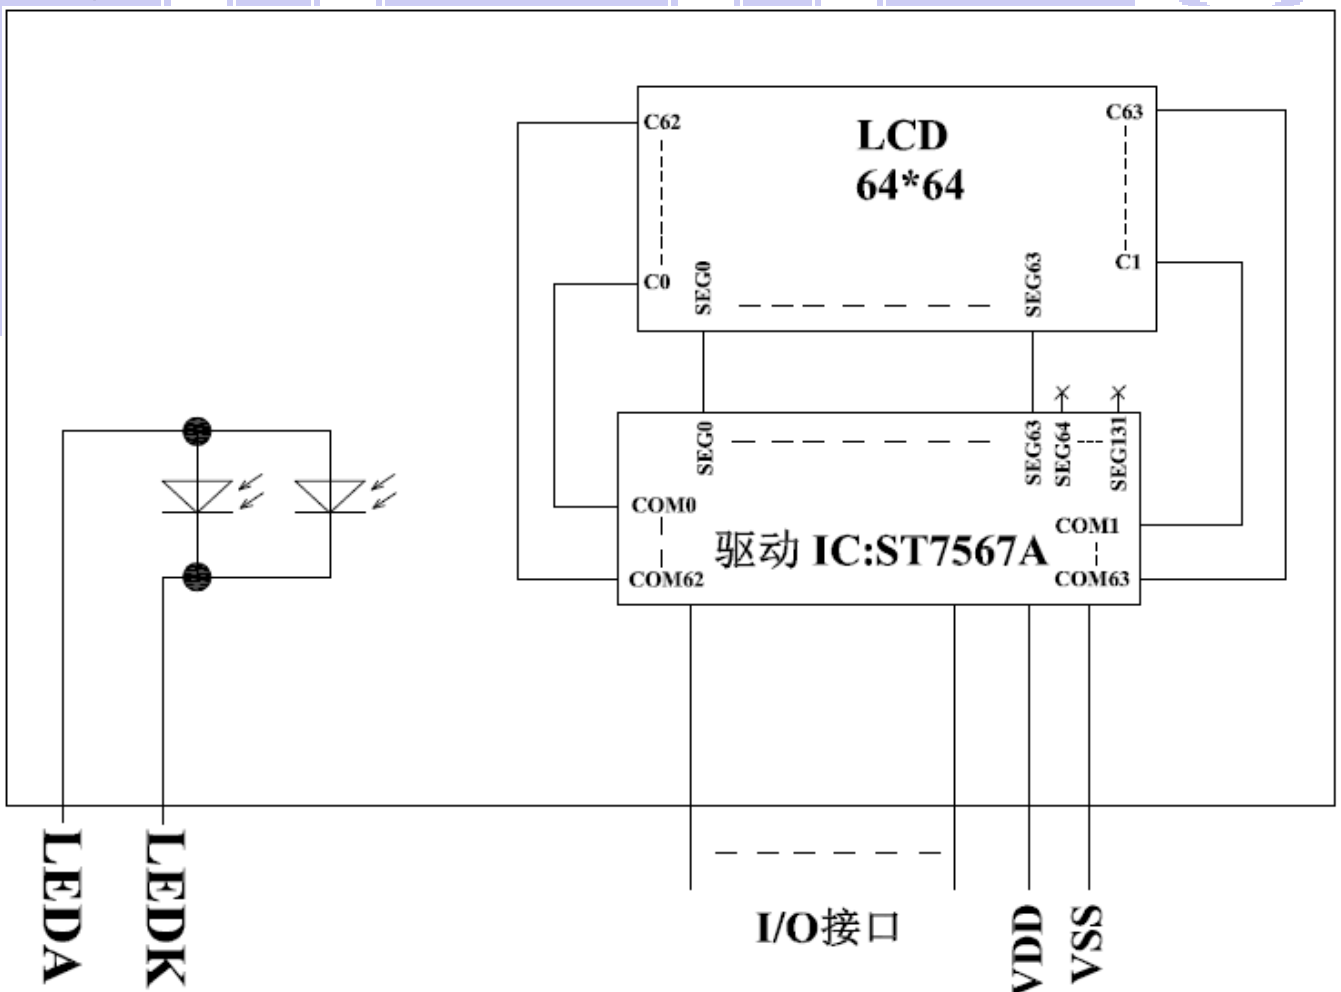 C62
C63
LCD
64*64
C0
C1
SEG0
SEG63
SEG0
SEG63
SEG64
SEG131
COM0
COM1
驱动 IC:ST7567A
COM62
COM63
LEDA
LEDK
I/O接口
VDD
VSS